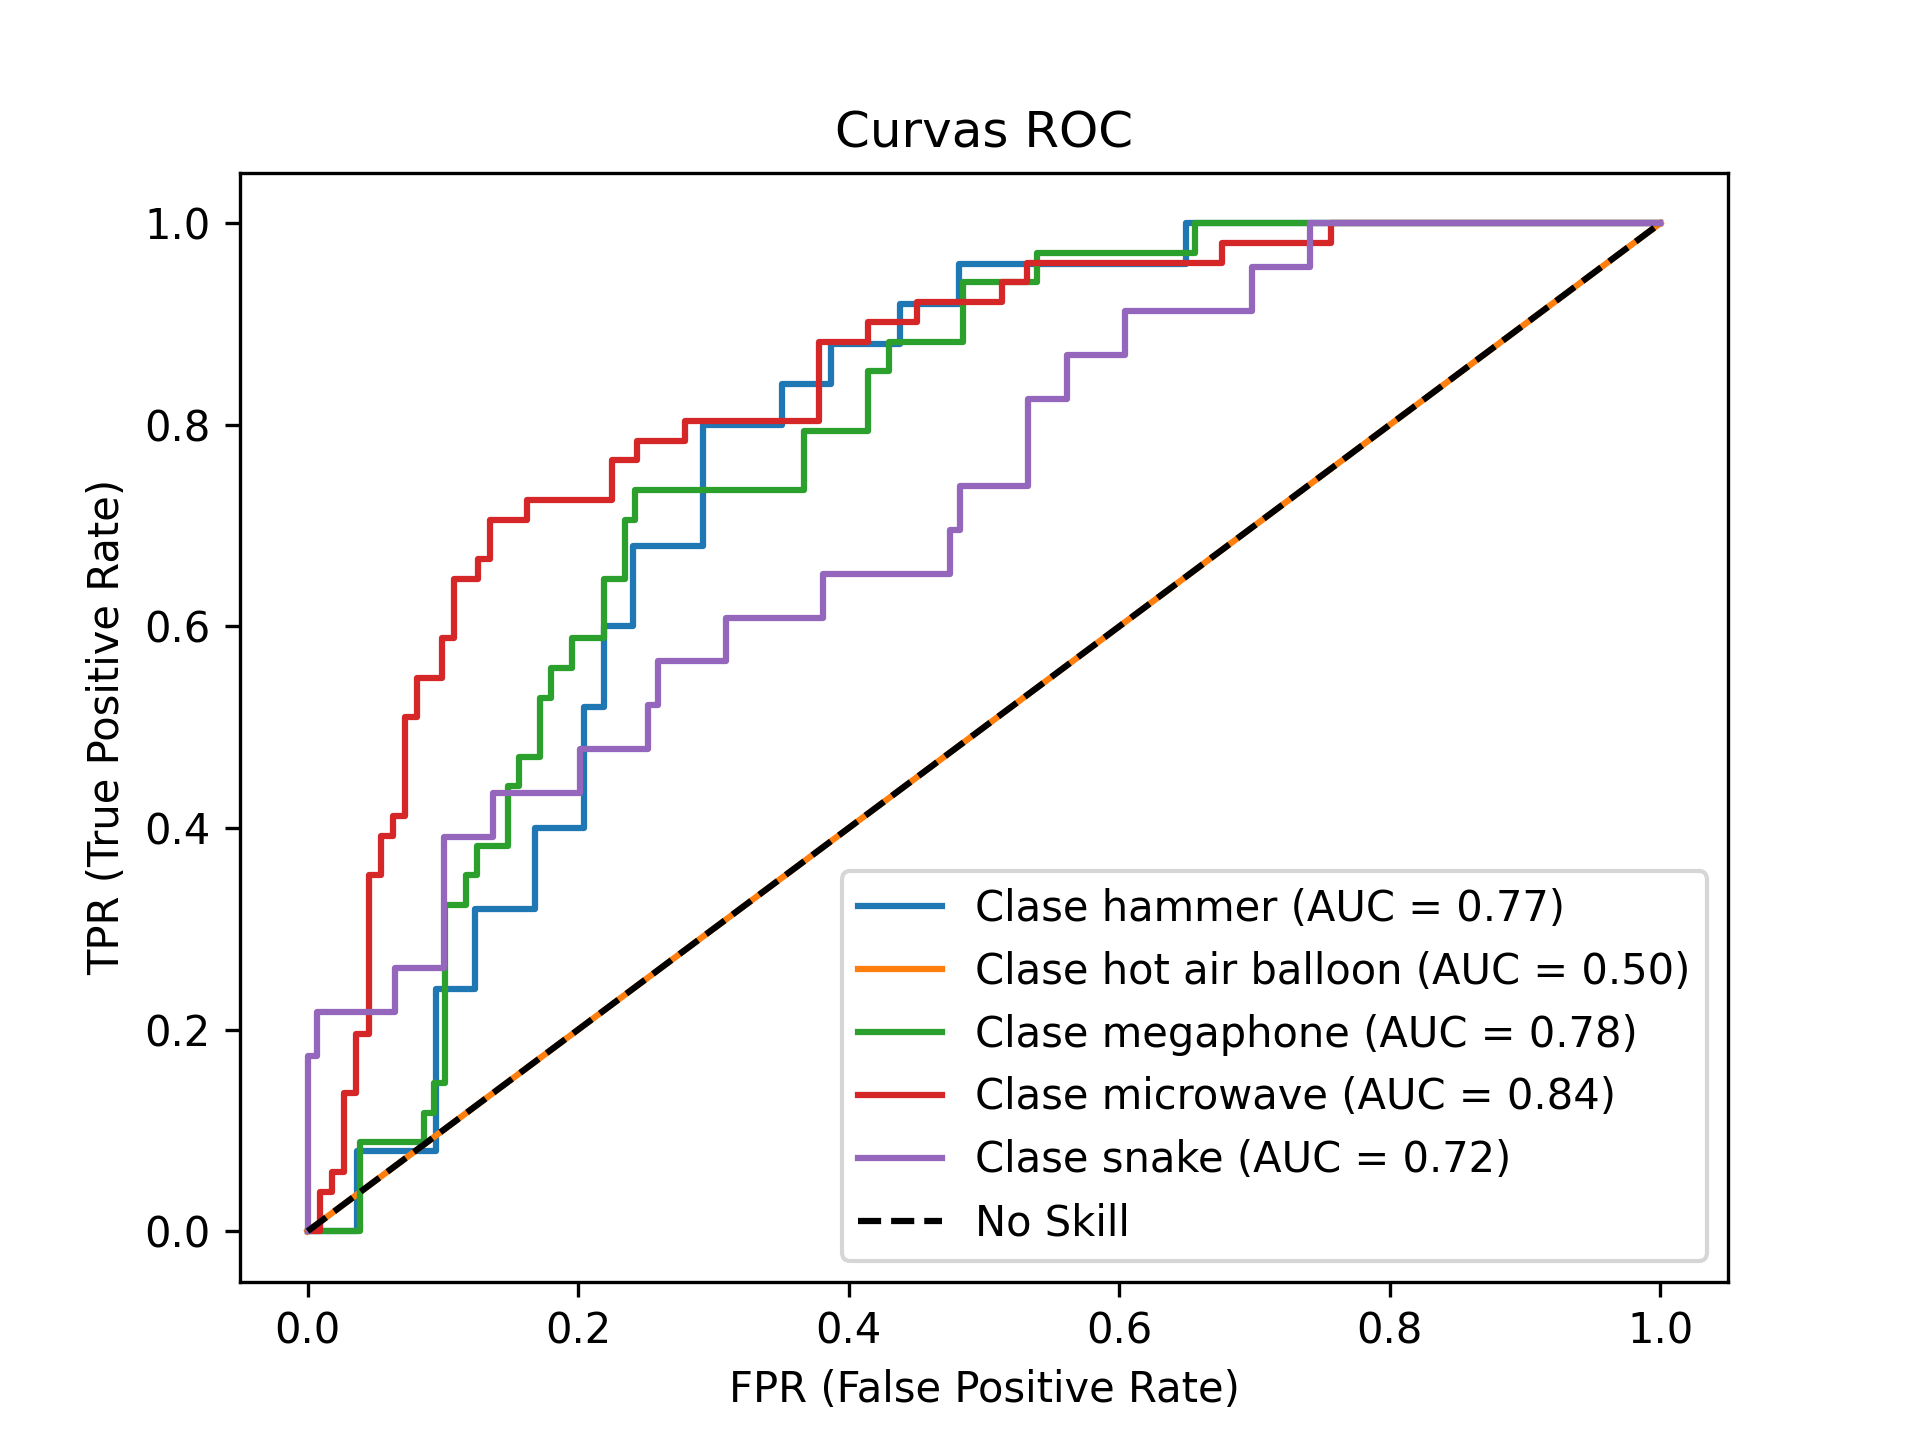 Curvas ROC
TPR (True Positive Rate)
1.0
0.8
0.6
0.4
0.2
0.0
Clase hammer (AUC = 0.77)
Clase hot air balloon (AUC = 0.50)
Clase megaphone (AUC = 0.78)
Clase microwave (AUC = 0.84)
Clase snake (AUC = 0.72)
No Skill
0.0 0.2 0.4 0.6 0.8 1.0
FPR (False Positive Rate)